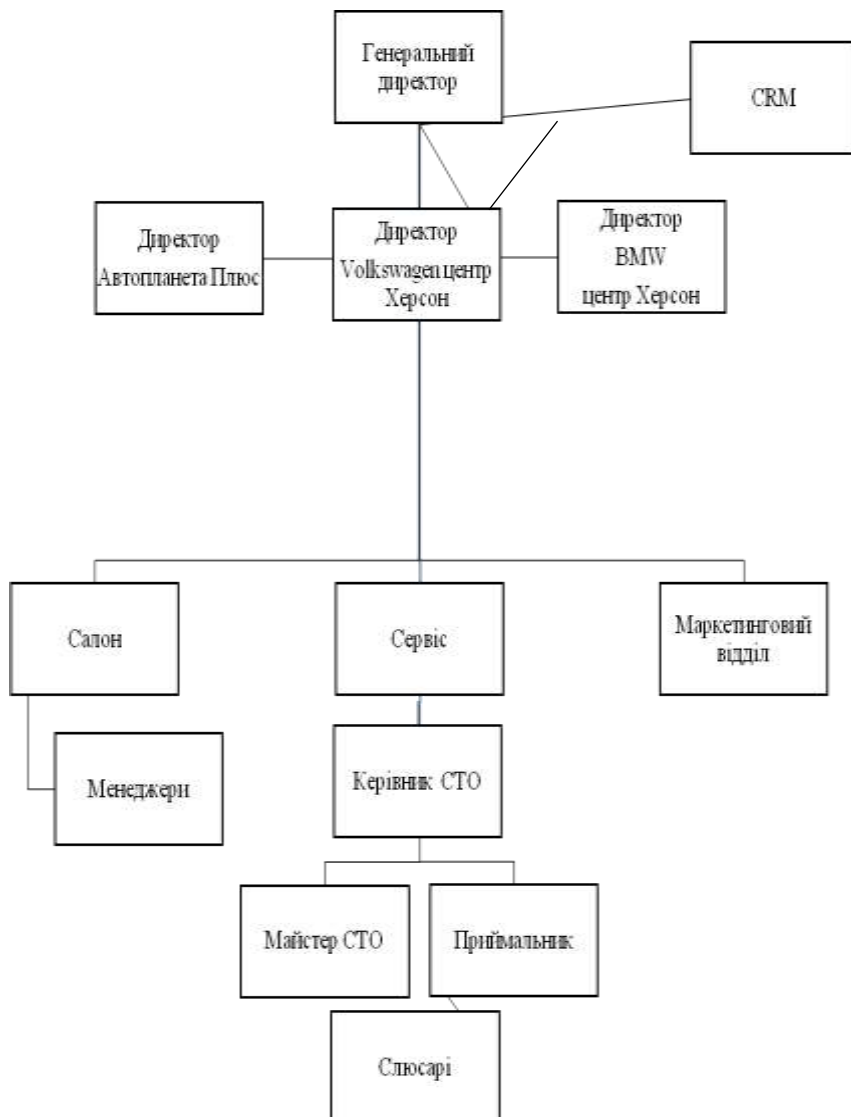 Генеральний
директор
CRM
Директор
Автопланета Плюс
Директор
Volkswagen центр
Херсон
Директор
BMW
центр Херсон
Салон
Сервіс
Маркетинговий
відділ
Менеджери
Керівник СТО
Майстер СТО
Приймальник
Слюсарі